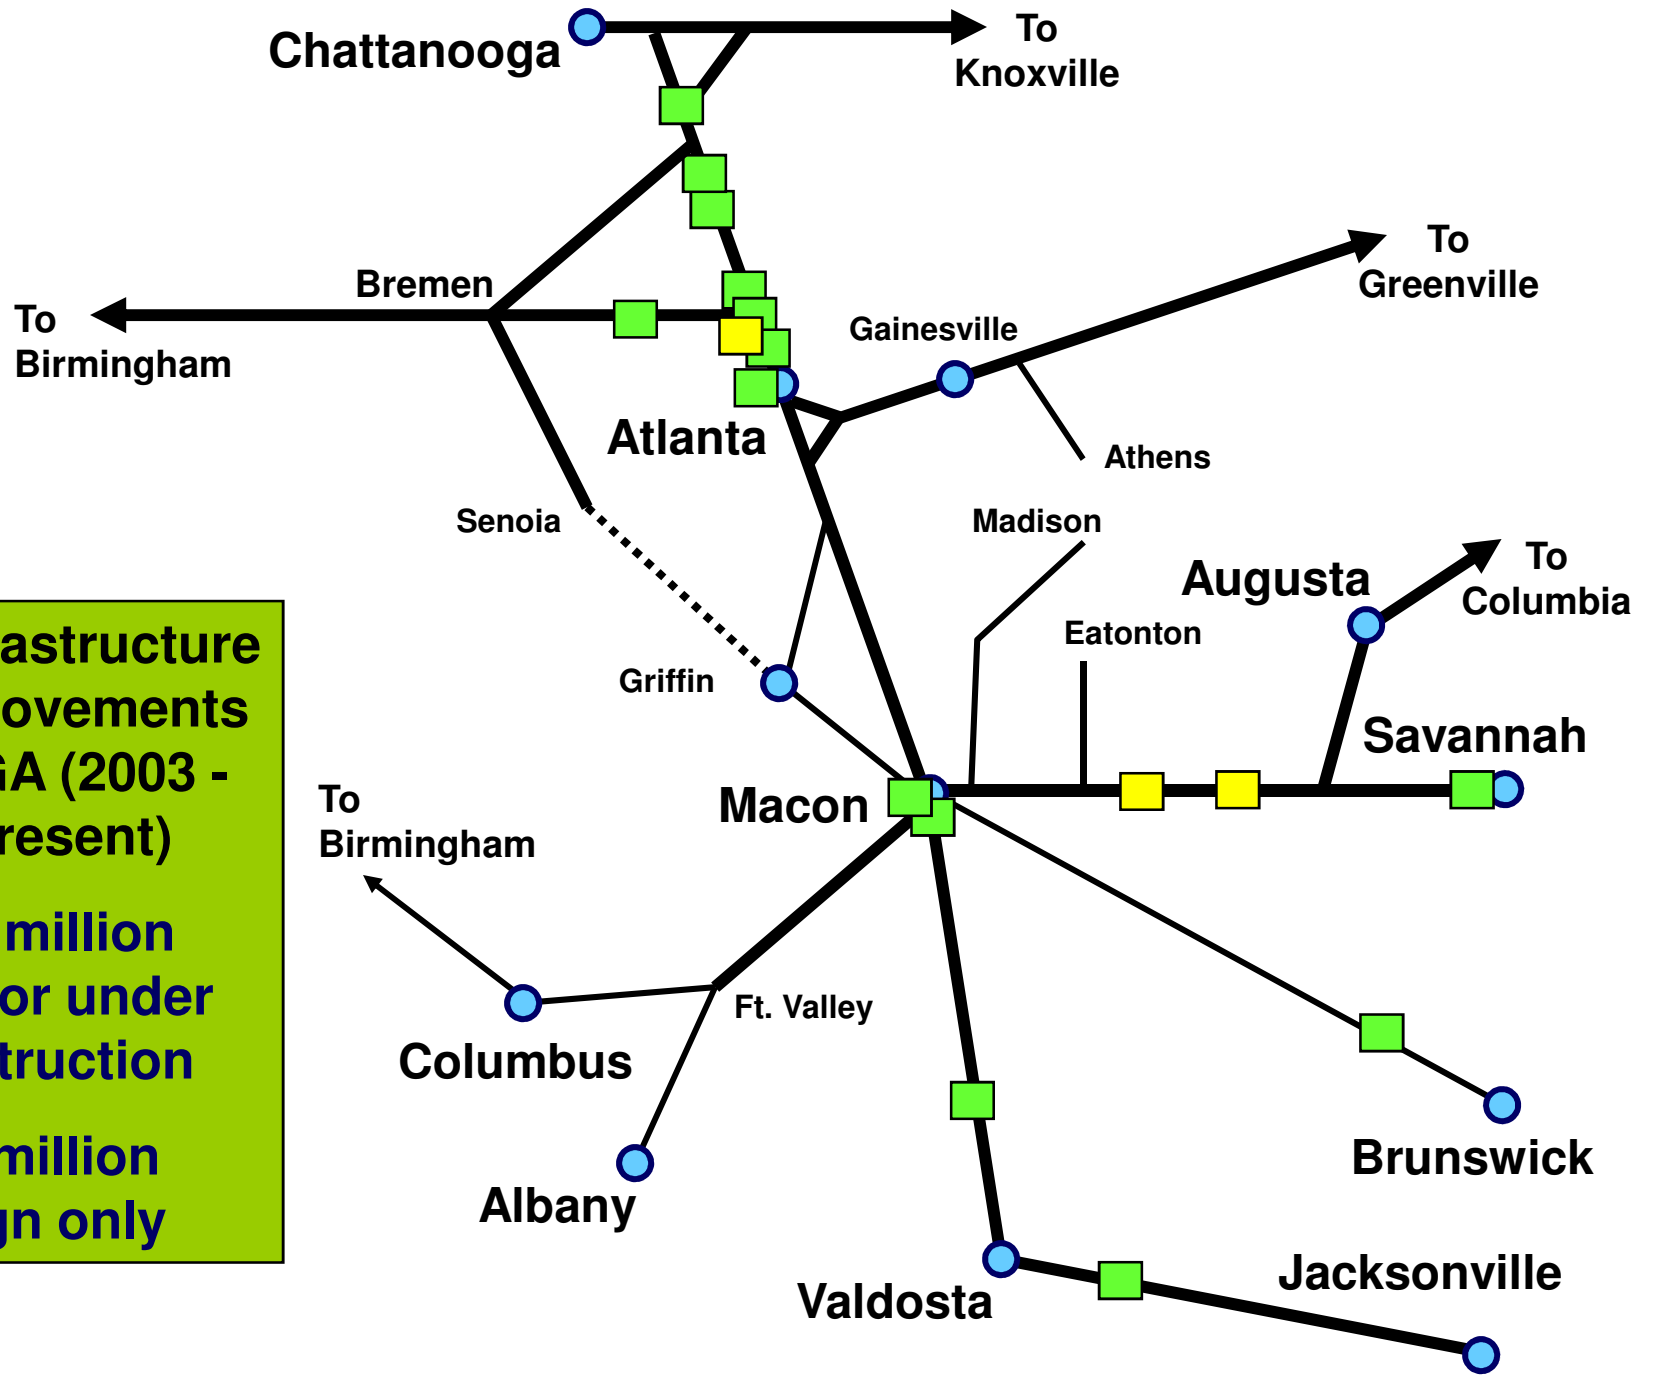 Chattanooga
To
Knoxville
To
Greenville
Bremen
To
Birmingham
Gainesville
Atlanta
Athens
Senoia
Madison
Augusta
To
Columbia
Eatonton
Griffin
Savannah
Macon
To
Birmingham
astructure
ovements
GA (2003 -
resent)
million
or under
truction
million
gn only
Ft. Valley
Columbus
Albany
Brunswick
Valdosta
Jacksonville